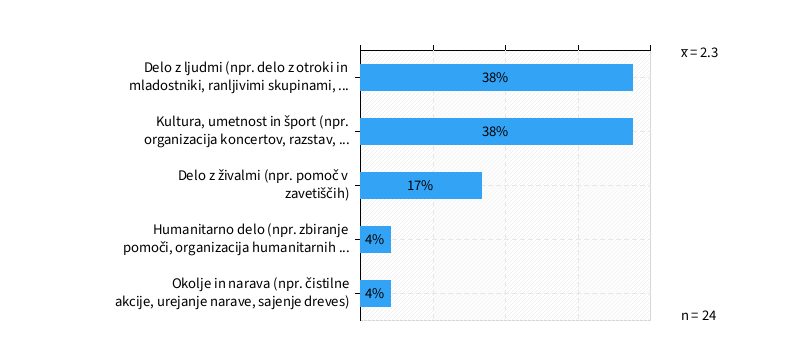 x̅ = 2.3
Delo z ljudmi (npr. delo z otroki in
mladostniki, ranljivimi skupinami, ...
38%
Kultura, umetnost in šport (npr.
organizacija koncertov, razstav, ...
38%
Delo z živalmi (npr. pomoč v
zavetiščih)
17%
Humanitarno delo (npr. zbiranje
pomoči, organizacija humanitarnih ...
4%
Okolje in narava (npr. čistilne
akcije, urejanje narave, sajenje dreves)
4%
n = 24